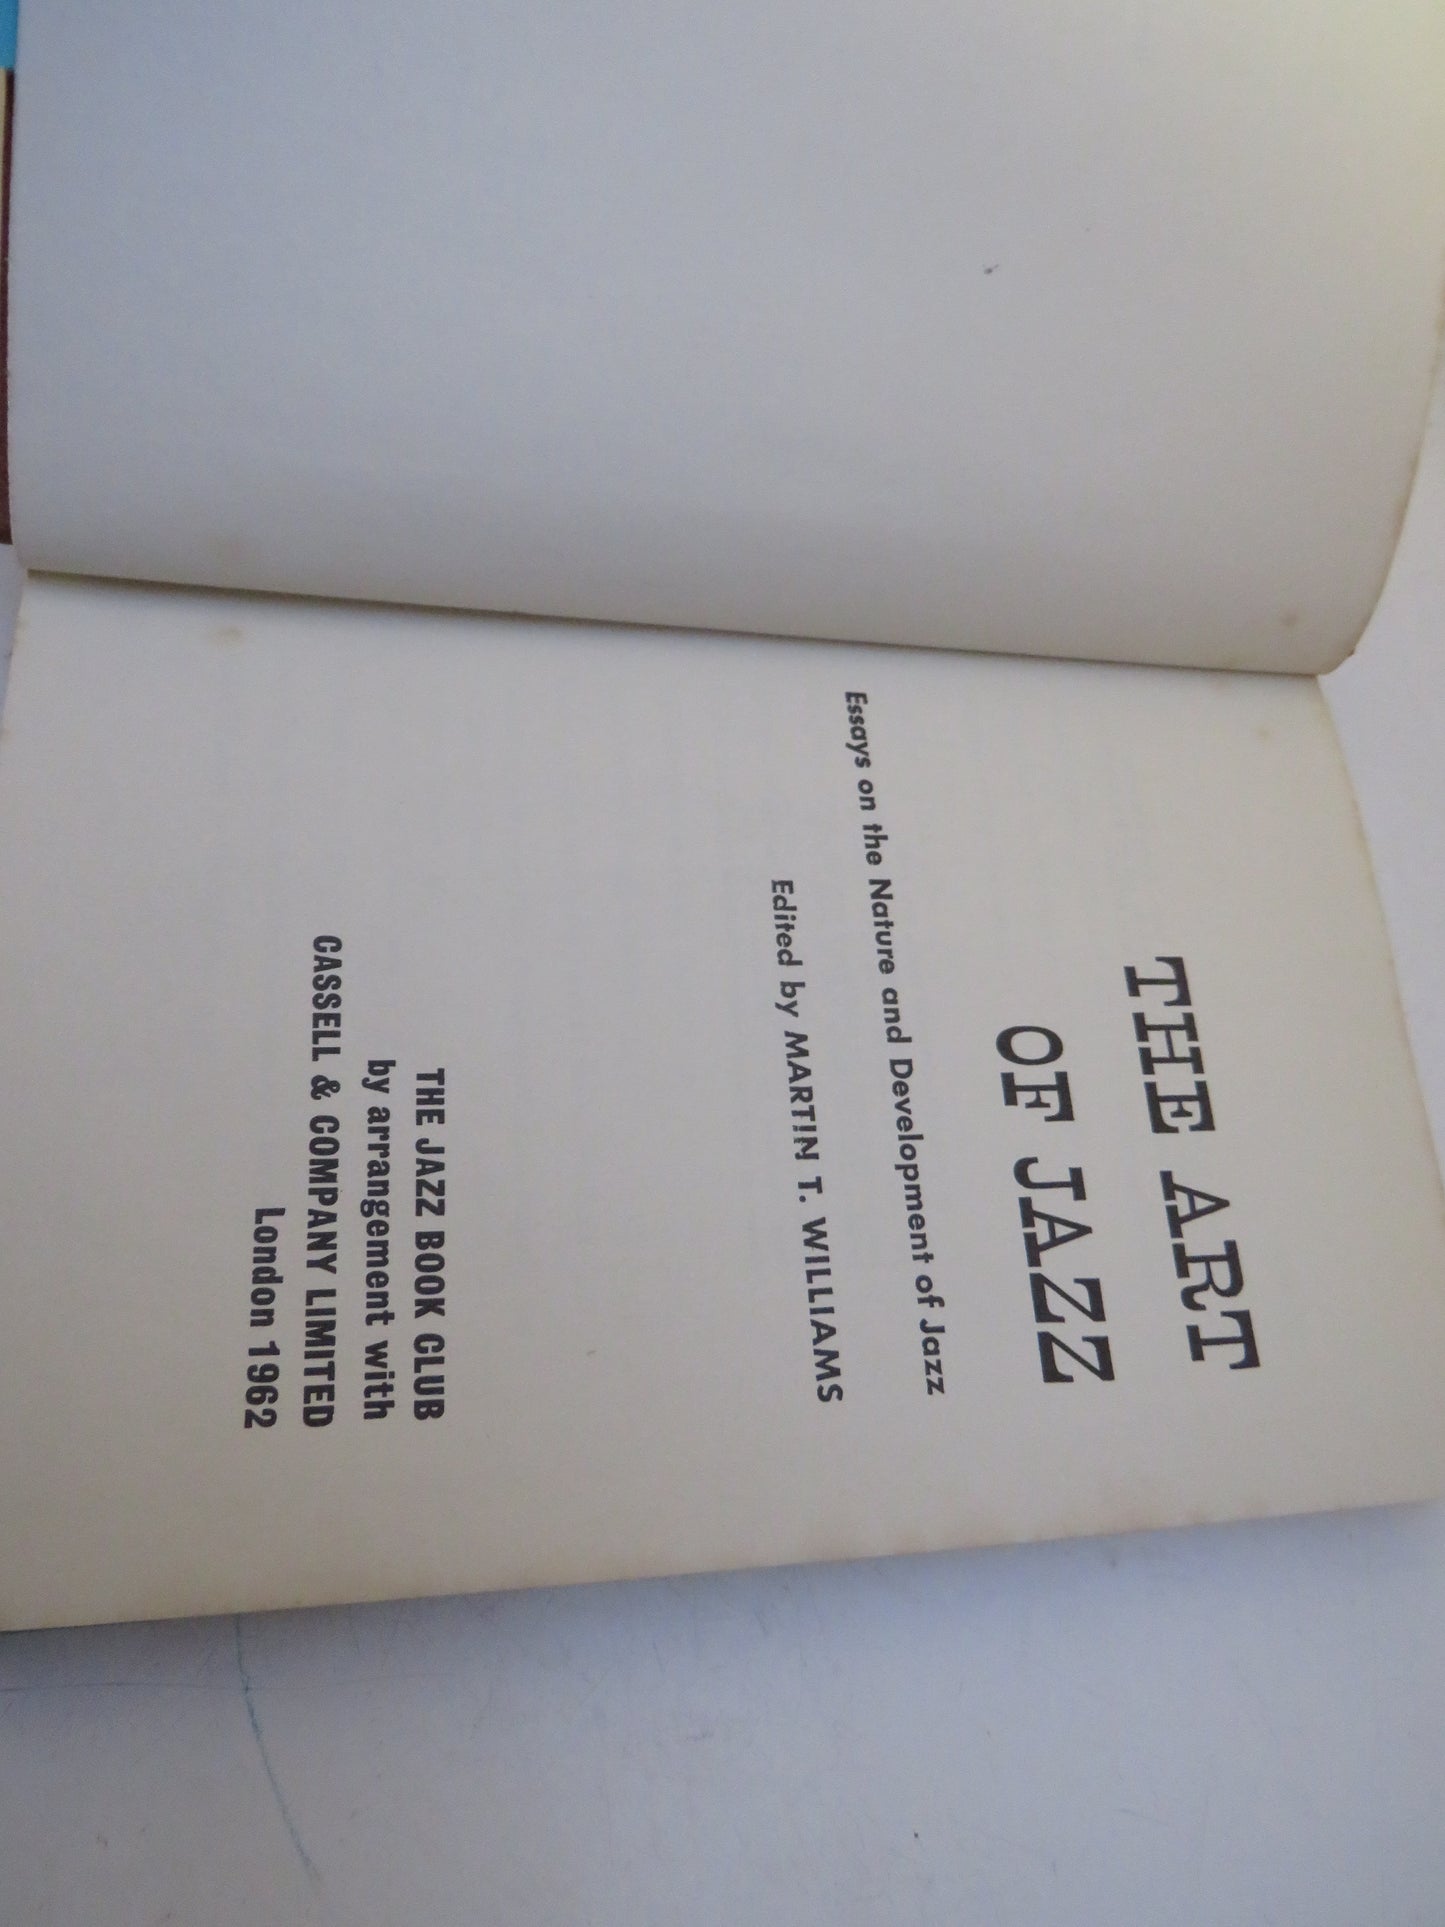 THE ART
OF JAZZ
Essays on the Nature and Development of Jazz
Edited by MARTIN T. WILLIAMS
THE JAZZ BOOK CLUB
by arrangement with
CASSELL & COMPANY LIMITED
London 1962